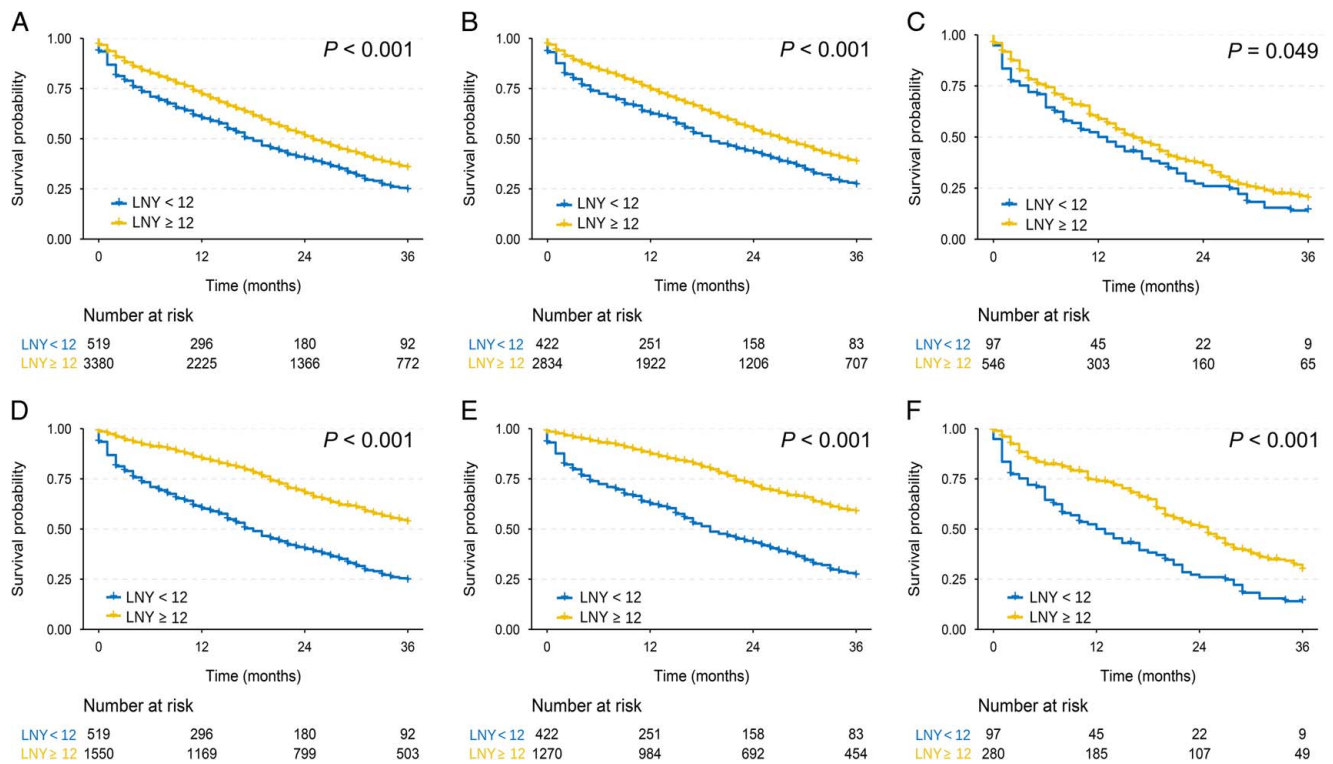 A
P < 0.001
Survival probability
1.00
0.75
0.50
0.25
0.00
LNY < 12
LNY ≥ 12
0 12 24 36
Time (months)
Number at risk
LNY < 12 519 296 180 92
LNY ≥ 12 3380 2225 1366 772
B
P < 0.001
Survival probability
1.00
0.75
0.50
0.25
0.00
LNY < 12
LNY ≥ 12
0 12 24 36
Time (months)
Number at risk
LNY < 12 422 251 158 83
LNY ≥ 12 2834 1922 1206 707
C
P = 0.049
Survival probability
1.00
0.75
0.50
0.25
0.00
LNY < 12
LNY ≥ 12
0 12 24 36
Time (months)
Number at risk
LNY < 12 97 45 22 9
LNY ≥ 12 546 303 160 65
D
P < 0.001
Survival probability
1.00
0.75
0.50
0.25
0.00
LNY < 12
LNY ≥ 12
0 12 24 36
Time (months)
Number at risk
LNY < 12 519 296 180 92
LNY ≥ 12 1550 1169 799 503
E
P < 0.001
Survival probability
1.00
0.75
0.50
0.25
0.00
LNY < 12
LNY ≥ 12
0 12 24 36
Time (months)
Number at risk
LNY < 12 422 251 158 83
LNY ≥ 12 1270 984 692 454
F
P < 0.001
Survival probability
1.00
0.75
0.50
0.25
0.00
LNY < 12
LNY ≥ 12
0 12 24 36
Time (months)
Number at risk
LNY < 12 97 45 22 9
LNY ≥ 12 280 185 107 49